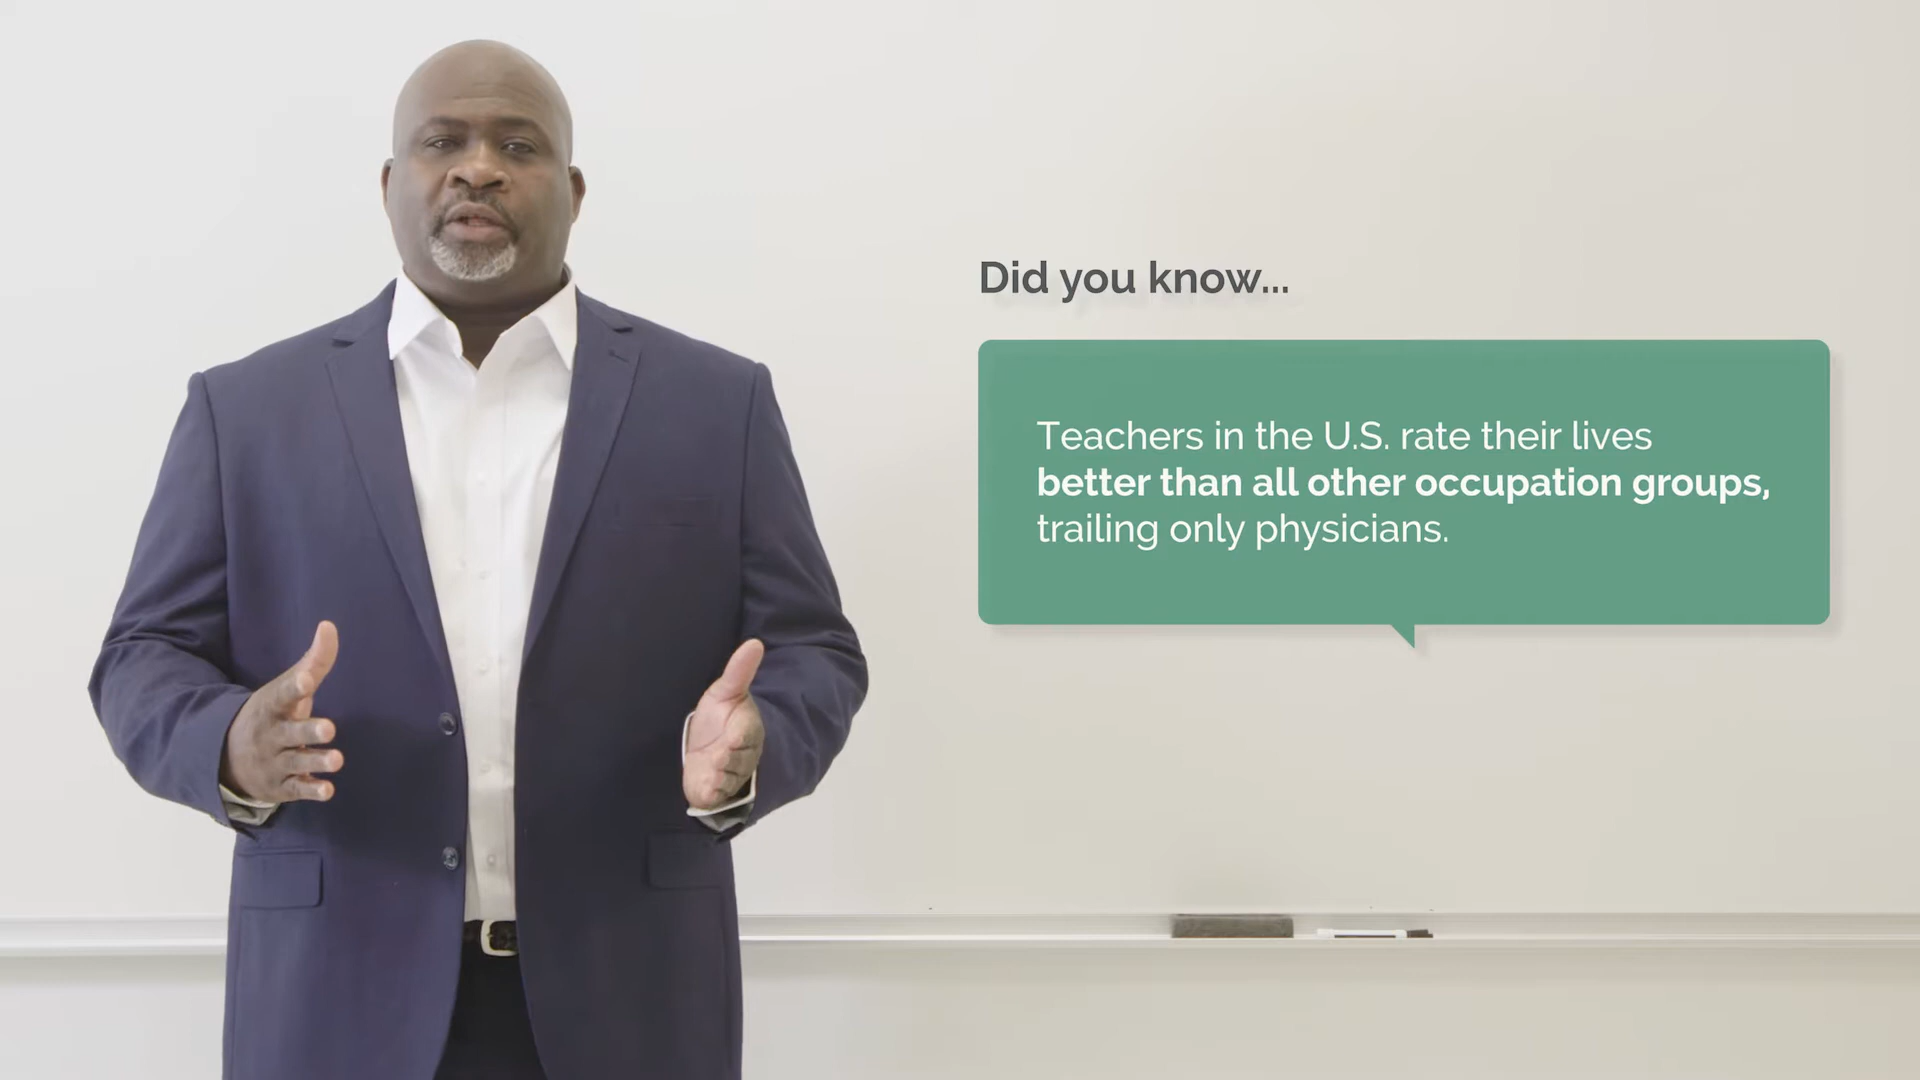 Did you know...
Teachers in the U.S. rate their lives
better than all other occupation groups,
trailing only physicians.